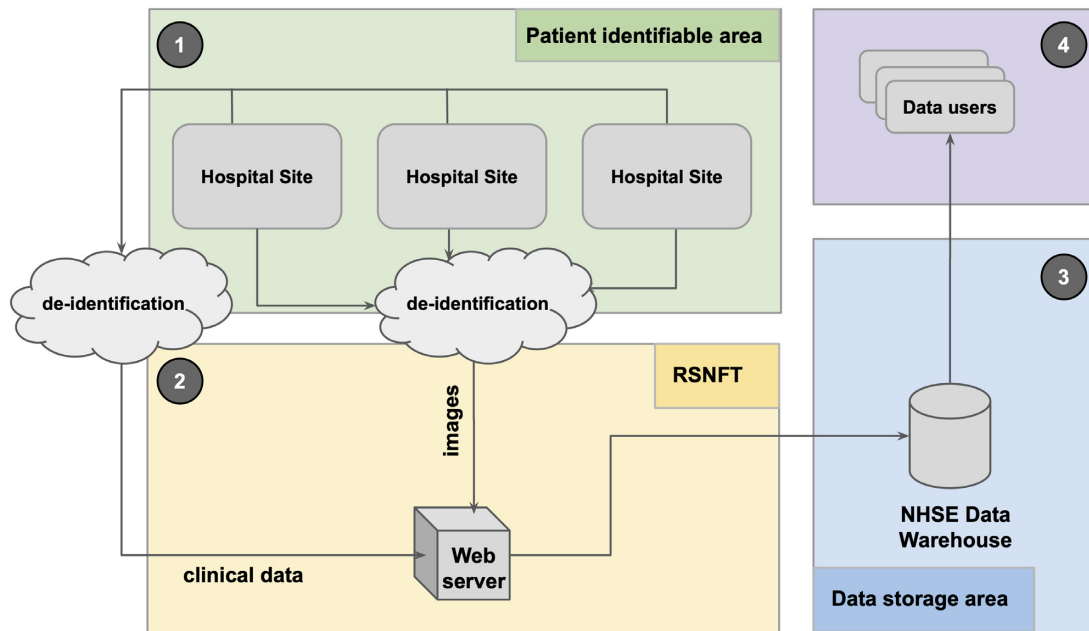 1
Patient identifiable area
Hospital Site
Hospital Site
Hospital Site
de-identification
de-identification
2
RSNFT
images
clinical data
Web
server
4
Data users
3
NHSE Data
Warehouse
Data storage area